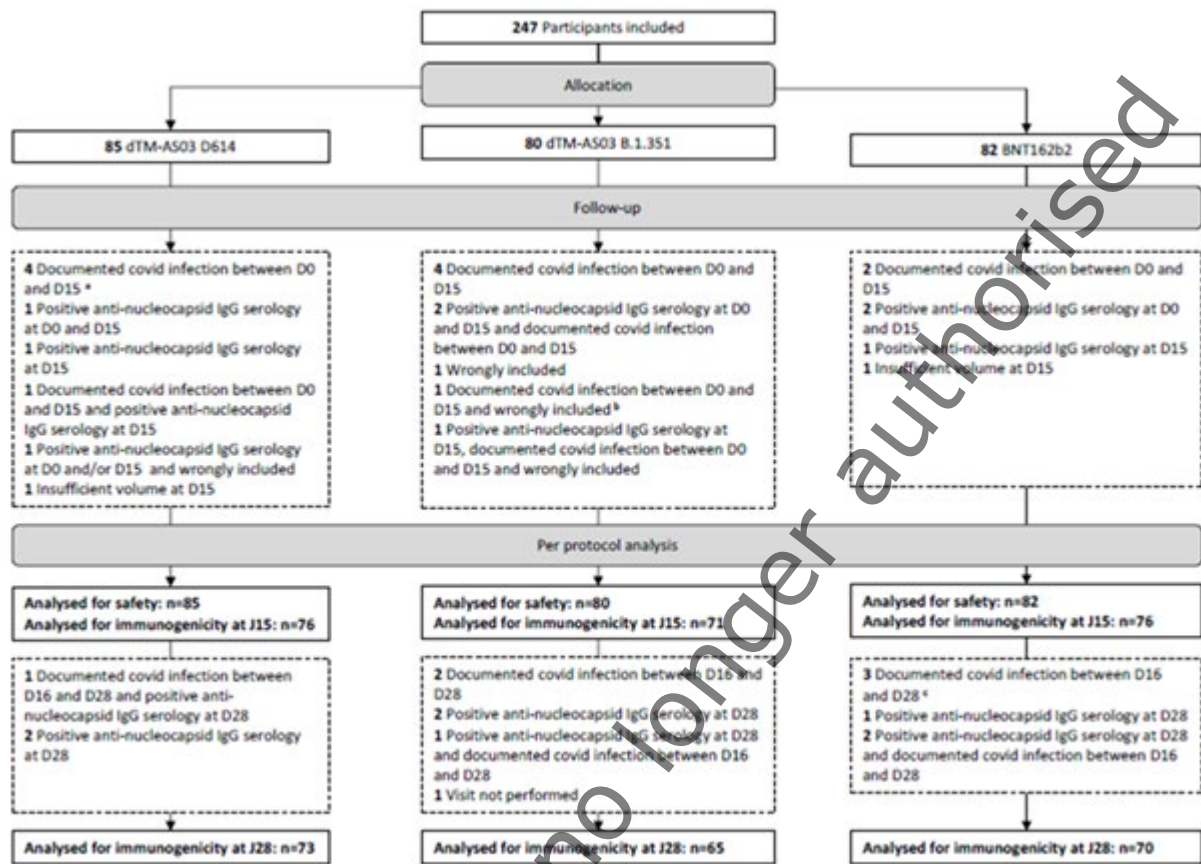 247 Participants included
Allocation
85 dTM-AS03 D614
80 dTM-AS03 B.1.351
82 BNT162b2
Follow-up
4 Documented covid infection between D0
and D15 a
1 Positive anti-nucleocapsid IgG serology
at D0 and D15
1 Positive anti-nucleocapsid IgG serology
at D15
1 Documented covid infection between D0
and D15 and positive anti-nucleocapsid
IgG serology at D15
1 Positive anti-nucleocapsid IgG serology
at D0 and/or D15 and wrongly included
1 Insufficient volume at D15
4 Documented covid infection between D0 and
D15
2 Positive anti-nucleocapsid IgG serology at D0
and D15 and documented covid infection
between D0 and D15
1 Wrongly included
1 Documented covid infection between D0 and
D15 and wrongly included b
1 Positive anti-nucleocapsid IgG serology at
D15, documented covid infection between D0
and D15 and wrongly included
2 Documented covid infection between D0 and
D15
2 Positive anti-nucleocapsid IgG serology at D0
and D15
1 Positive anti-nucleocapsid IgG serology at D15
1 Insufficient volume at D15
Per protocol analysis
Analysed for safety: n=85
Analysed for immunogenicity at J15: n=76
Analysed for safety: n=80
Analysed for immunogenicity at J15: n=71
Analysed for safety: n=82
Analysed for immunogenicity at J15: n=76
1 Documented covid infection between
D16 and D28 and positive anti-
nucleocapsid IgG serology at D28
2 Positive anti-nucleocapsid IgG serology
at D28
2 Documented covid infection between D16 and
D28
2 Positive anti-nucleocapsid IgG serology at D28
1 Positive anti-nucleocapsid IgG serology at D28
and documented covid infection between D16
and D28
1 Visit not performed
3 Documented covid infection between D16
and D28 c
1 Positive anti-nucleocapsid IgG serology at D28
2 Positive anti-nucleocapsid IgG serology at D28
and documented covid infection between D16
and D28
Analysed for immunogenicity at J28: n=73
Analysed for immunogenicity at J28: n=65
Analysed for immunogenicity at J28: n=70
no longer authorised